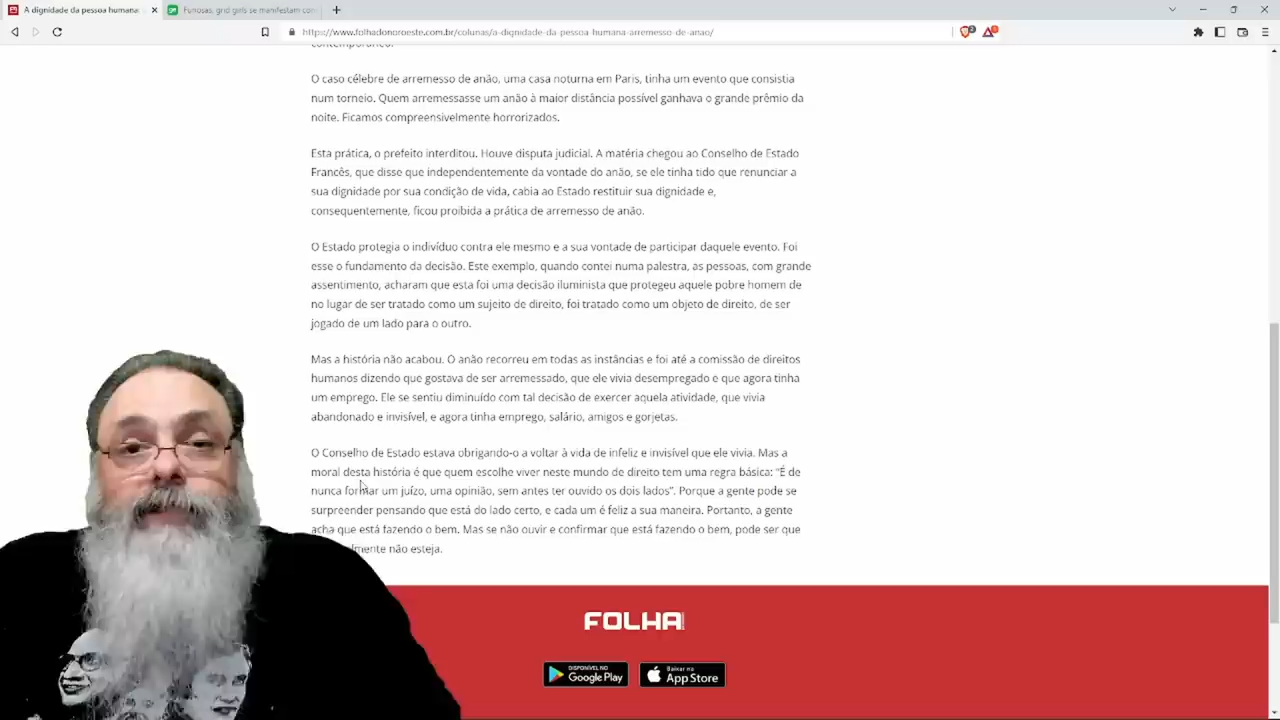 A dignidade da pessoa humana:
Furiosas, grid girls se manifestam con
https://www.folhadonoroeste.com.br/colunas/a-dignidade-da-pessoa-humana-arremesso-de-anao/
contemporâneo.
O caso célebre de arremesso de anão, uma casa noturna em Paris, tinha um evento que consistia
num torneio. Quem arremessasse um anão à maior distância possível ganhava o grande prêmio da
noite. Ficamos compreensivelmente horrorizados.
Esta prática, o prefeito interditou. Houve disputa judicial. A matéria chegou ao Conselho de Estado
Francês, que disse que independentemente da vontade do anão, se ele tinha tido que renunciar a
sua dignidade por sua condição de vida, cabia ao Estado restituir sua dignidade e,
consequentemente, ficou proibida a prática de arremesso de anão.
O Estado protegia o indivíduo contra ele mesmo e a sua vontade de participar daquele evento. Foi
esse o fundamento da decisão. Este exemplo, quando contei numa palestra, as pessoas, com grande
assentimento, acharam que esta foi uma decisão iluminista que protegeu aquele pobre homem de
no lugar de ser tratado como um sujeito de direito, foi tratado como um objeto de direito, de ser
jogado de um lado para o outro.
Mas a história não acabou. O anão recorreu em todas as instâncias e foi até a comissão de direitos
humanos dizendo que gostava de ser arremessado, que ele vivia desempregado e que agora tinha
um emprego. Ele se sentiu diminuído com tal decisão de exercer aquela atividade, que vivia
abandonado e invisível, e agora tinha emprego, salário, amigos e gorjetas.
O Conselho de Estado estava obrigando-o a voltar à vida de infeliz e invisível que ele vivia. Mas a
moral desta história é que quem escolhe viver neste mundo de direito tem uma regra básica: “É de
nunca formar um juízo, uma opinião, sem antes ter ouvido os dois lados”. Porque a gente pode se
surpreender pensando que está do lado certo, e cada um é feliz a sua maneira. Portanto, a gente
acha que está fazendo o bem. Mas se não ouvir e confirmar que está fazendo o bem, pode ser que
lmente não esteja.
FOLHA
DISPONÍVEL NO
Google Play
Baixar na
App Store